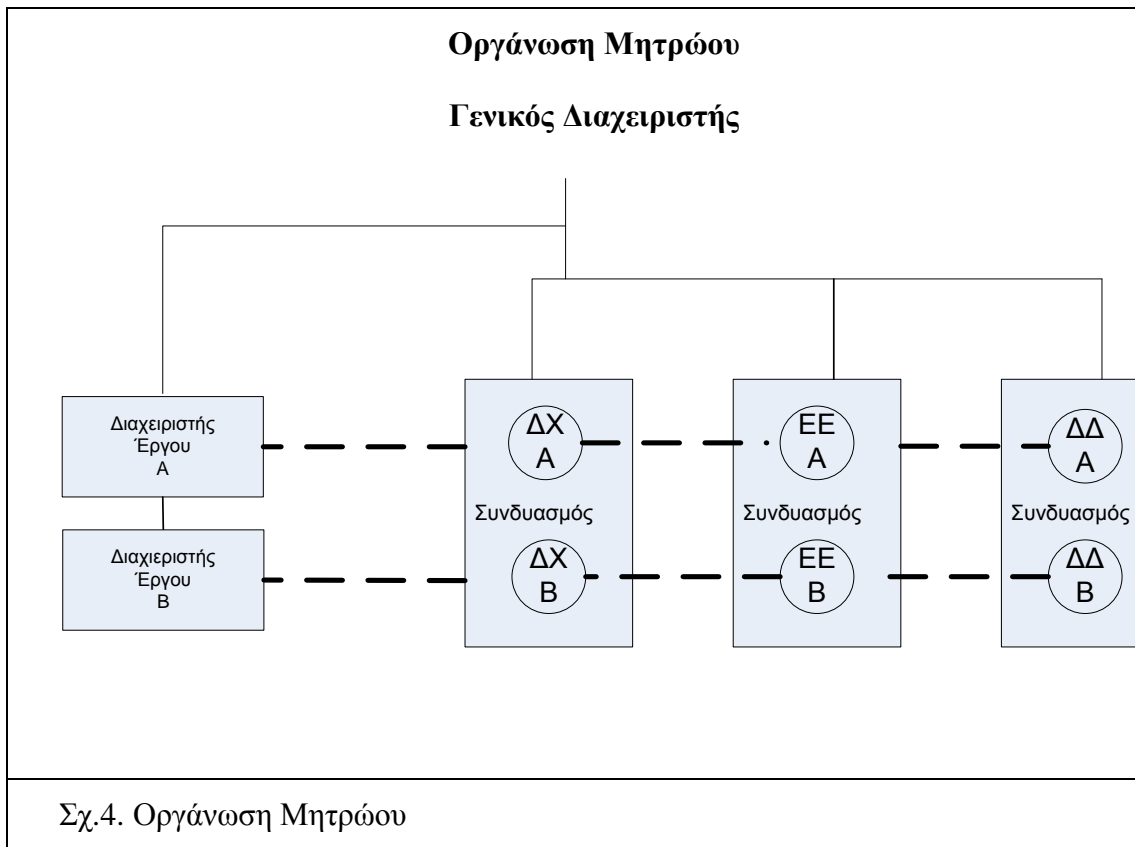 Οργάνωση Μητρώου
Γενικός Διαχειριστής
Διαχειριστής
Έργου
Α
Διαχιεριστής
Έργου
Β
ΔΧ
Α
Συνδυασμός
ΔΧ
Β
ΕΕ
Α
Συνδυασμός
ΕΕ
Β
ΔΔ
Α
Συνδυασμός
ΔΔ
Β
Σχ.4. Οργάνωση Μητρώου